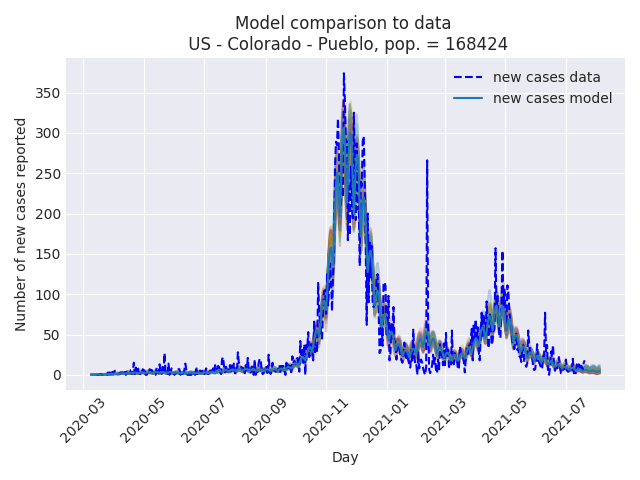 Model comparison to data
US - Colorado - Pueblo, pop. = 168424
new cases data
new cases model
Number of new cases reported
350
300
250
200
150
100
50
0
2020-03
2020-05
2020-07
2020-09
2020-11
2021-01
2021-03
2021-05
2021-07
Day